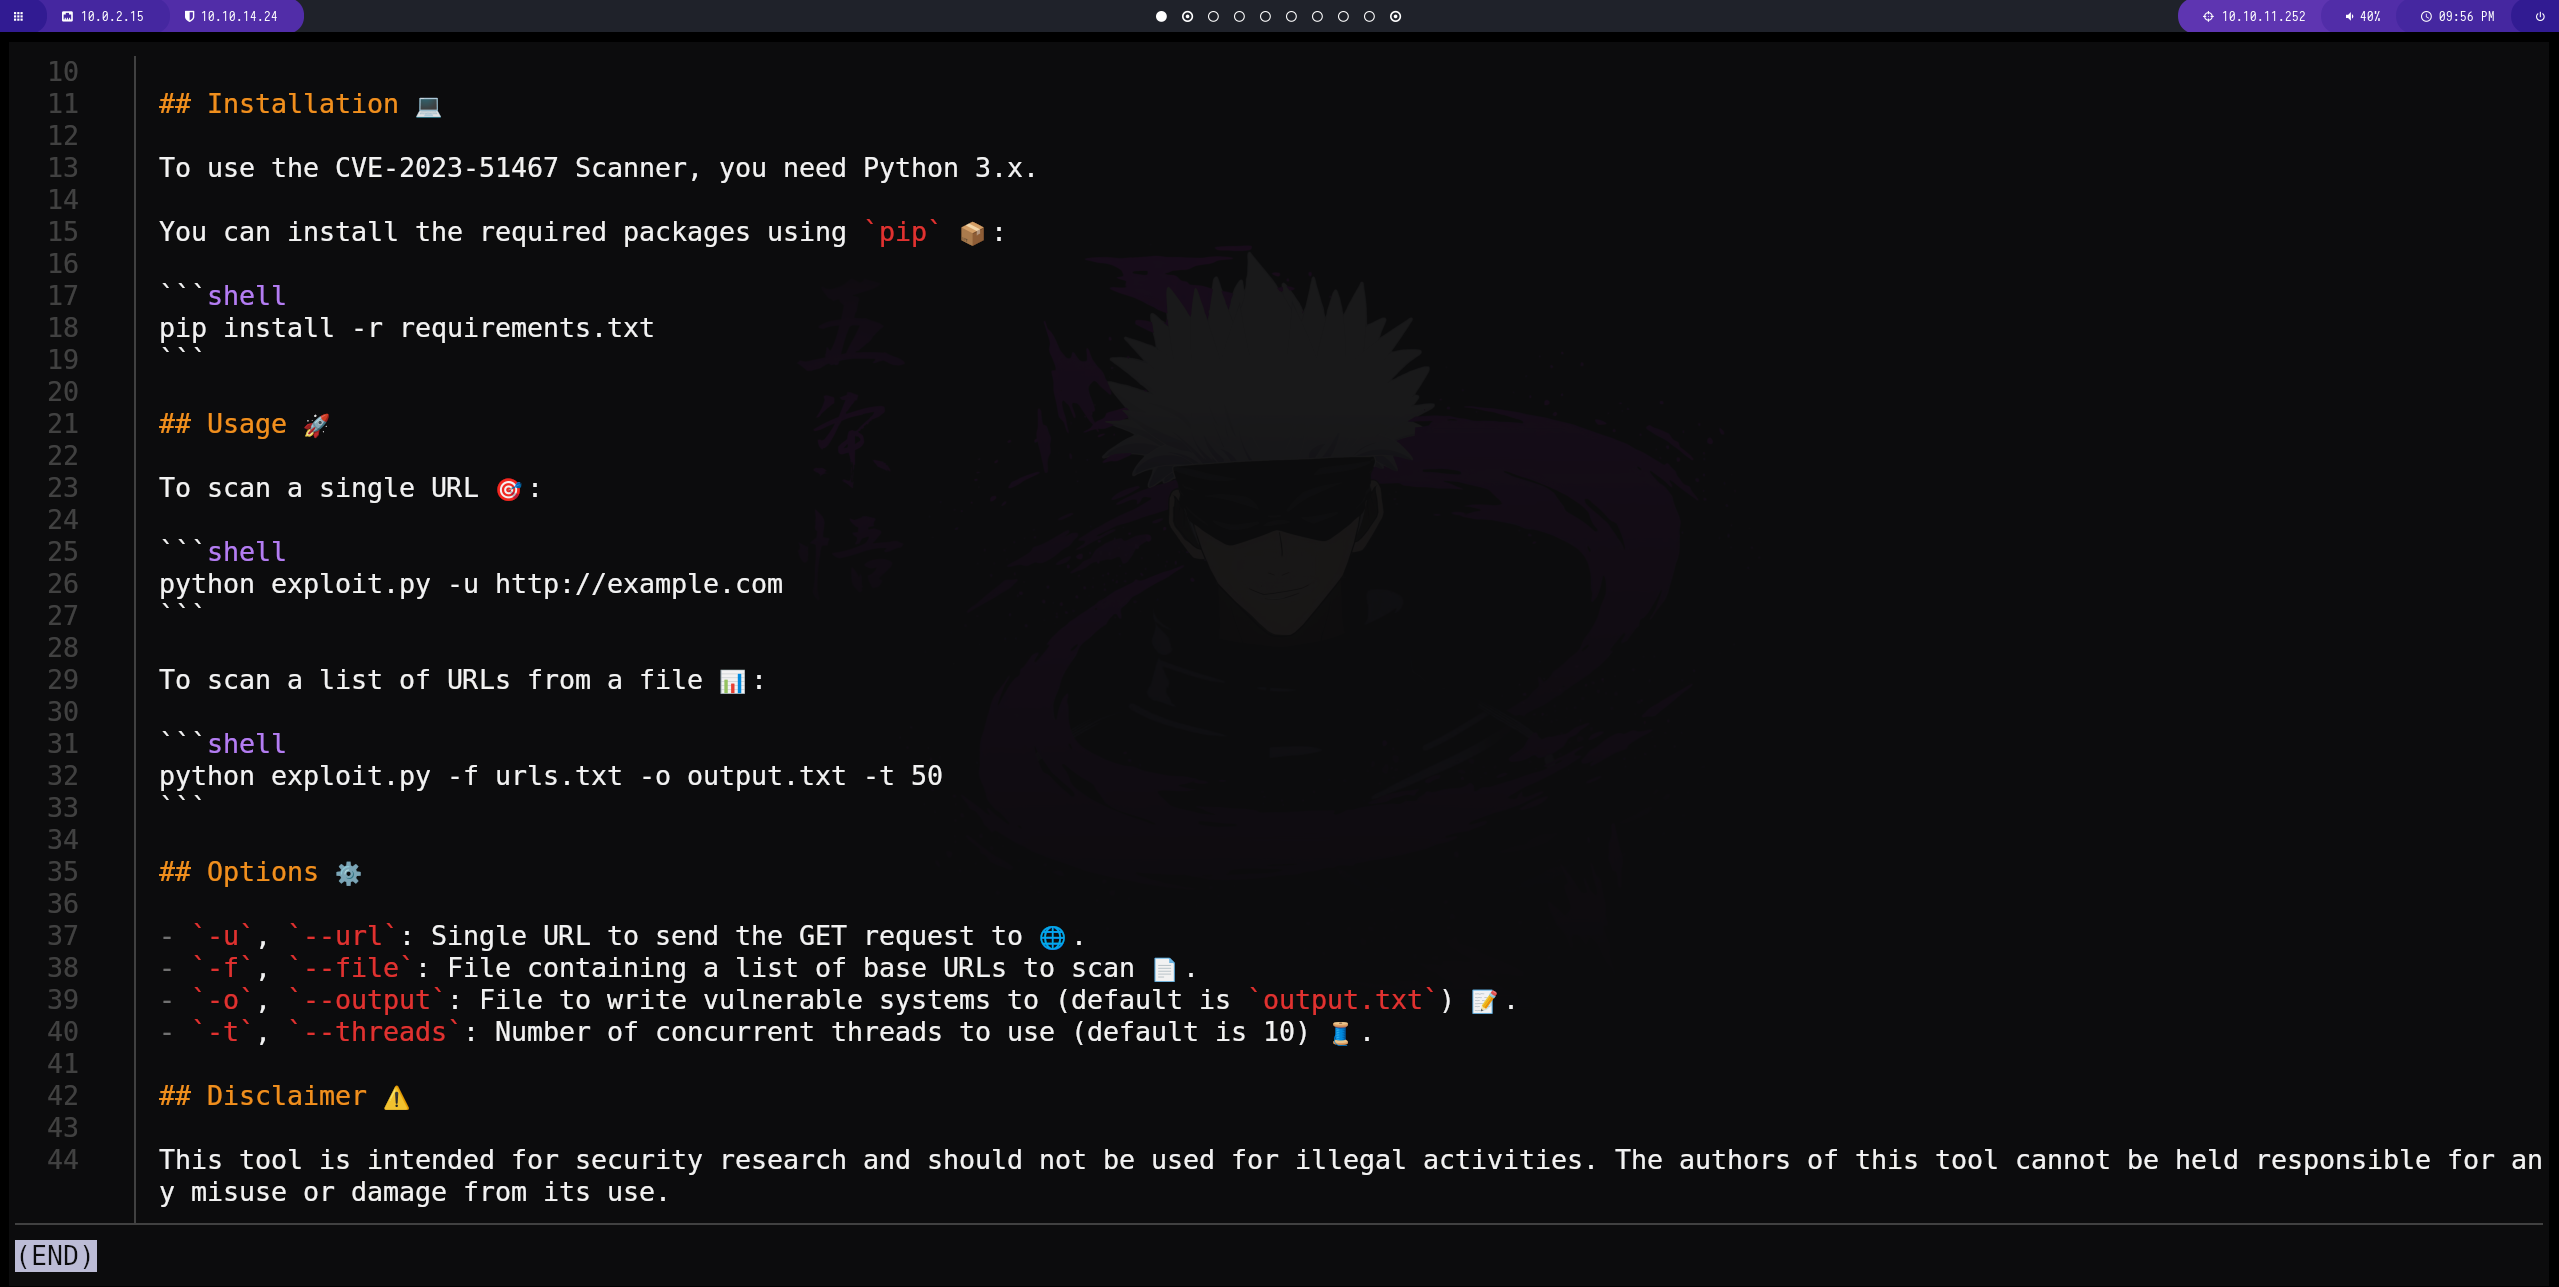 10.0.2.15 10.10.14.24 10.10.11.252 40% 09:56 PM
10
11 ## Installation 💻
12
13 To use the CVE-2023-51467 Scanner, you need Python 3.x.
14
15 You can install the required packages using `pip` 📦:
16
17 ```shell
18 pip install -r requirements.txt
19 ```
20
21 ## Usage 🚀
22
23 To scan a single URL 🎯:
24
25 ```shell
26 python exploit.py -u http://example.com
27 ```
28
29 To scan a list of URLs from a file 📊:
30
31 ```shell
32 python exploit.py -f urls.txt -o output.txt -t 50
33 ```
34
35 ## Options ⚙️
36
37 - `-u`, `--url`: Single URL to send the GET request to 🌐.
38 - `-f`, `--file`: File containing a list of base URLs to scan 📄.
39 - `-o`, `--output`: File to write vulnerable systems to (default is `output.txt`) 📝.
40 - `-t`, `--threads`: Number of concurrent threads to use (default is 10) 🧵.
41
42 ## Disclaimer ⚠️
43
44 This tool is intended for security research and should not be used for illegal activities. The authors of this tool cannot be held responsible for an
y misuse or damage from its use.
(END)
五
条
悟